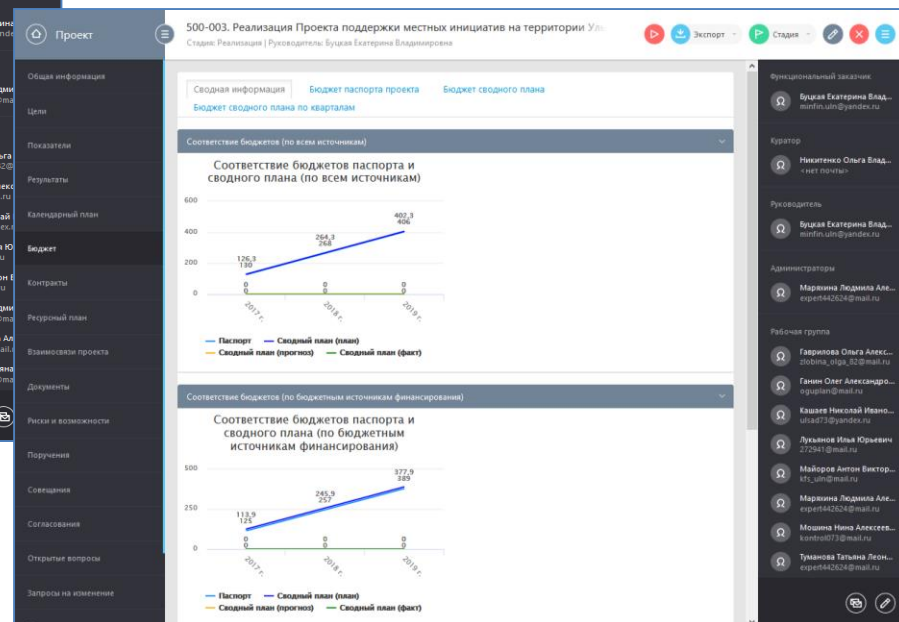 Проект
500-003. Реализация Проекта поддержки местных инициатив на территории
Стадия: Реализация | Руководитель: Буцкая Екатерина Владимировна
Экспорт
Стадия
Общая информация
Цели
Показатели
Результаты
Календарный план
Бюджет
Контракты
Ресурсный план
Взаимосвязи проекта
Документы
Риски и возможности
Поручения
Совещания
Согласования
Открытые вопросы
Запросы на изменение
Сводная информация Бюджет паспорта проекта Бюджет сводного плана
Бюджет сводного плана по кварталам
Соответствие бюджетов (по всем источникам)
Соответствие бюджетов паспорта и
сводного плана (по всем источникам)
600
400
200
0
126,3
130
264,3
268
402,3
406
0
0
0
0
0
0
2017 г.
2018 г.
2019 г.
Паспорт Сводный план (план)
Сводный план (прогноз) Сводный план (факт)
Соответствие бюджетов (по бюджетным источникам финансирования)
Соответствие бюджетов паспорта и
сводного плана (по бюджетным
источникам финансирования)
500
250
0
113,9
125
245,9
257
377,9
389
0
0
0
0
0
0
2017 г.
2018 г.
2019 г.
Паспорт Сводный план (план)
Сводный план (прогноз) Сводный план (факт)
Функциональный заказчик
Буцкая Екатерина Влад...
minfin.uln@yandex.ru
Куратор
Никитенко Ольга Влад...
<нет почты>
Руководитель
Буцкая Екатерина Влад...
minfin.uln@yandex.ru
Администраторы
Маряхина Людмила Але...
expert442624@mail.ru
Рабочая группа
Гаврилова Ольга Алекс...
zlobina_olga_82@mail.ru
Ганин Олег Александро...
oguplan@mail.ru
Кашаев Николай Ивано...
ulsad73@yandex.ru
Лукьянов Илья Юрьевич
272941@mail.ru
Майоров Антон Виктор...
kfs_uln@mail.ru
Маряхина Людмила Але...
expert442624@mail.ru
Мошина Нина Алексеев...
kontrol073@mail.ru
Туманова Татьяна Леон...
expert442624@mail.ru